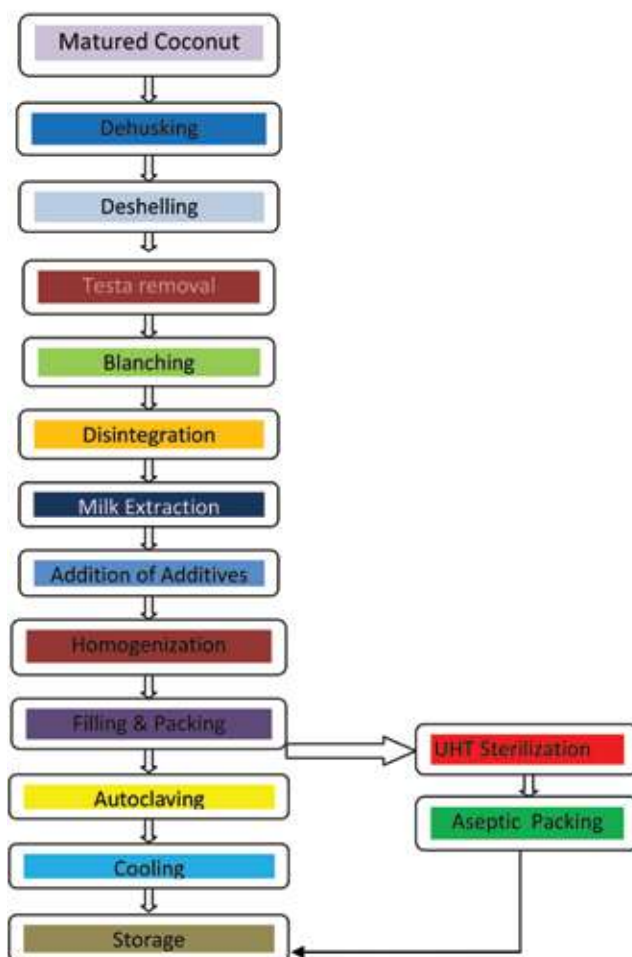 Matured Coconut
Dehusking
Deshelling
Testa removal
Blanching
Disintegration
Milk Extraction
Addition of Additives
Homogenization
Filling & Packing
UHT Sterilization
Autoclaving
Aseptic Packing
Cooling
Storage